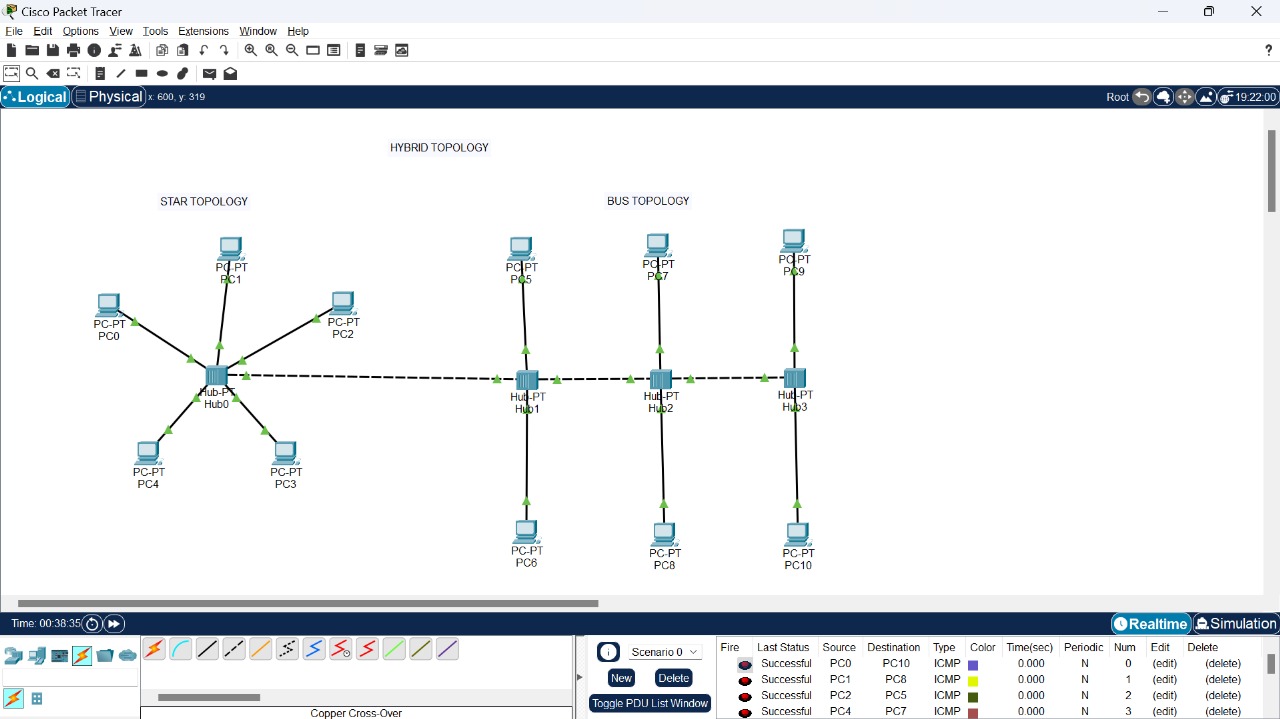 Cisco Packet Tracer
File Edit Options View Tools Extensions Window Help
?
Logical Physical x: 600, y: 319 Root 19:22:00
HYBRID TOPOLOGY
STAR TOPOLOGY
BUS TOPOLOGY
PC-PT
PC1
PC-PT
PC0
PC-PT
PC2
Hub-PT
Hub0
PC-PT
PC4
PC-PT
PC3
PC-PT
PC5
PC-PT
PC7
PC-PT
PC9
Hub-PT
Hub1
Hub-PT
Hub2
Hub-PT
Hub3
PC-PT
PC6
PC-PT
PC8
PC-PT
PC10
Time: 00:38:35
Realtime Simulation
Copper Cross-Over
Scenario 0
New Delete
Toggle PDU List Window
Fire Last Status Source Destination Type Color Time(sec) Periodic Num Edit Delete
Successful PC0 PC10 ICMP 0.000 N 0 (edit) (delete)
Successful PC1 PC8 ICMP 0.000 N 1 (edit) (delete)
Successful PC2 PC5 ICMP 0.000 N 2 (edit) (delete)
Successful PC4 PC7 ICMP 0.000 N 3 (edit) (delete)